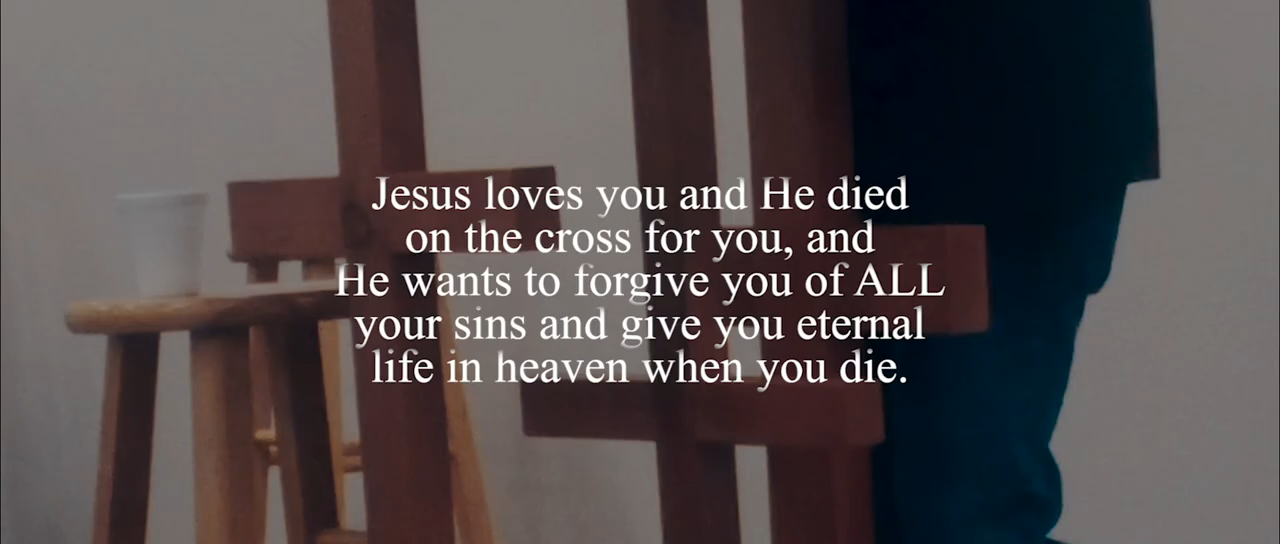 Jesus loves you and He died
on the cross for you, and
He wants to forgive you of ALL
your sins and give you eternal
life in heaven when you die.